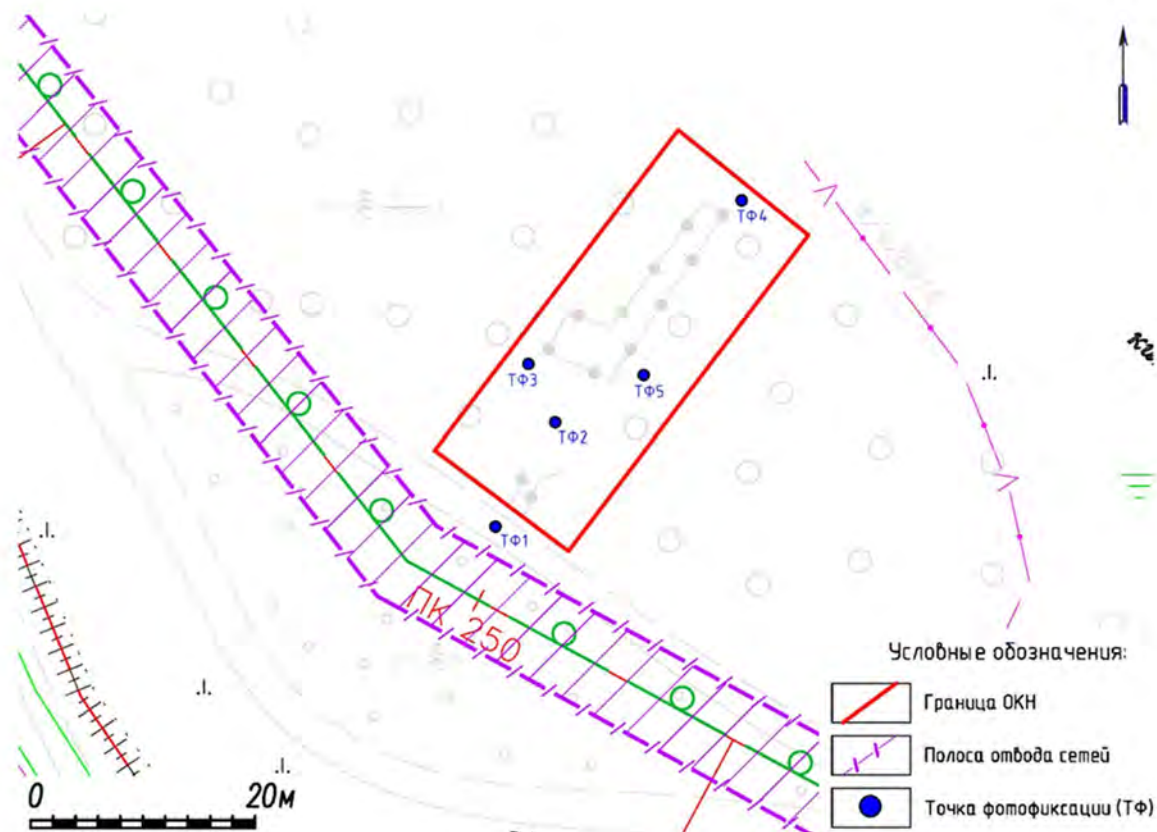 ТФ4
ТФ3
ТФ5
ТФ2
ТФ1
ПК 250
Условные обозначения:
Граница ОКН
Полоса отвода сетей
Точка фотофиксации (ТФ)
0 20м